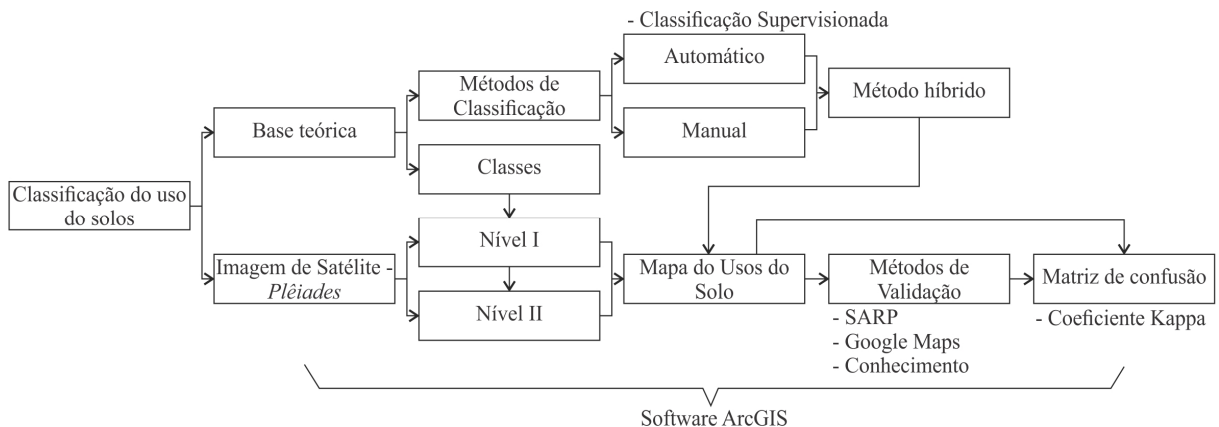 - Classificação Supervisionada
Automático
Métodos de
Classificação
Método híbrido
Base teórica
Manual
Classes
Classificação do uso
do solos
Nível I
Imagem de Satélite -
Plêiades
Mapa do Usos do
Solo
Métodos de
Validação
Matriz de confusão
Nível II
- SARP
- Google Maps
- Conhecimento
- Coeficiente Kappa
Software ArcGIS